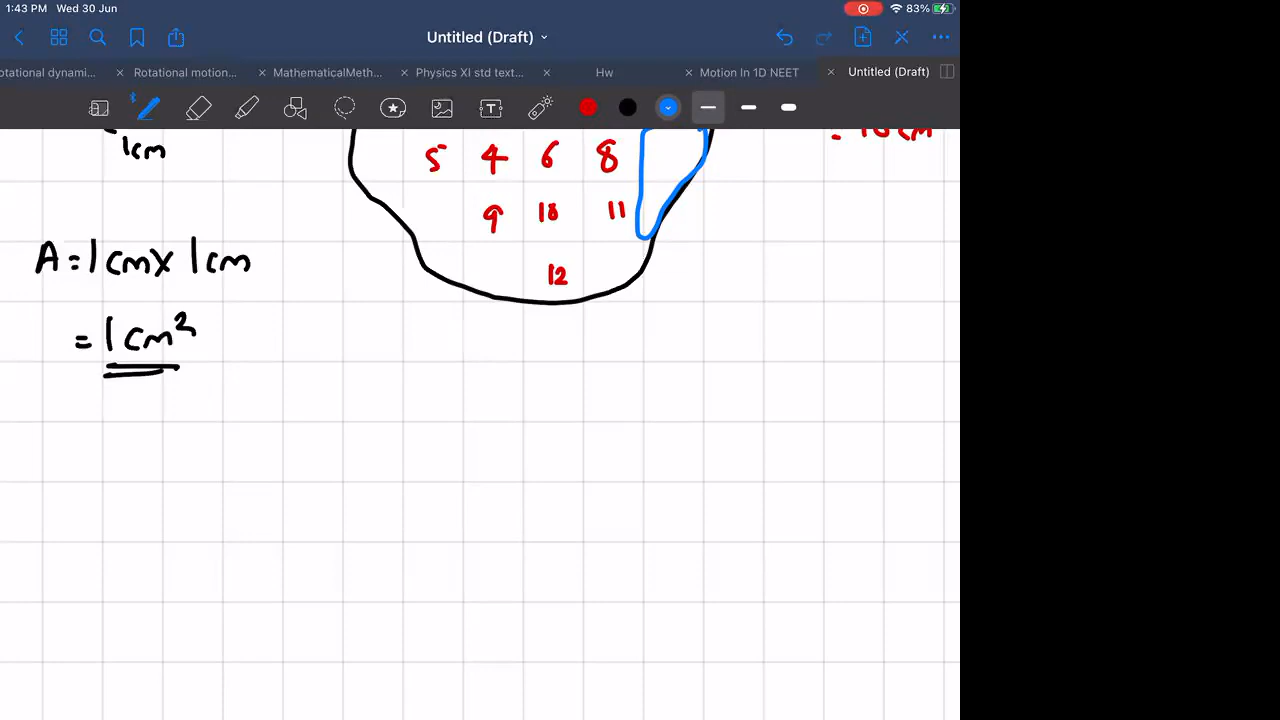 1:43 PM Wed 30 Jun
83%
Untitled (Draft)
otational dynami...
Rotational motion...
MathematicalMeth...
Physics XI std text...
Hw
Motion In 1D NEET
Untitled (Draft)
1cm
5 4 6 8
9 10 11
12
A = 1cm x 1cm
= 1cm²